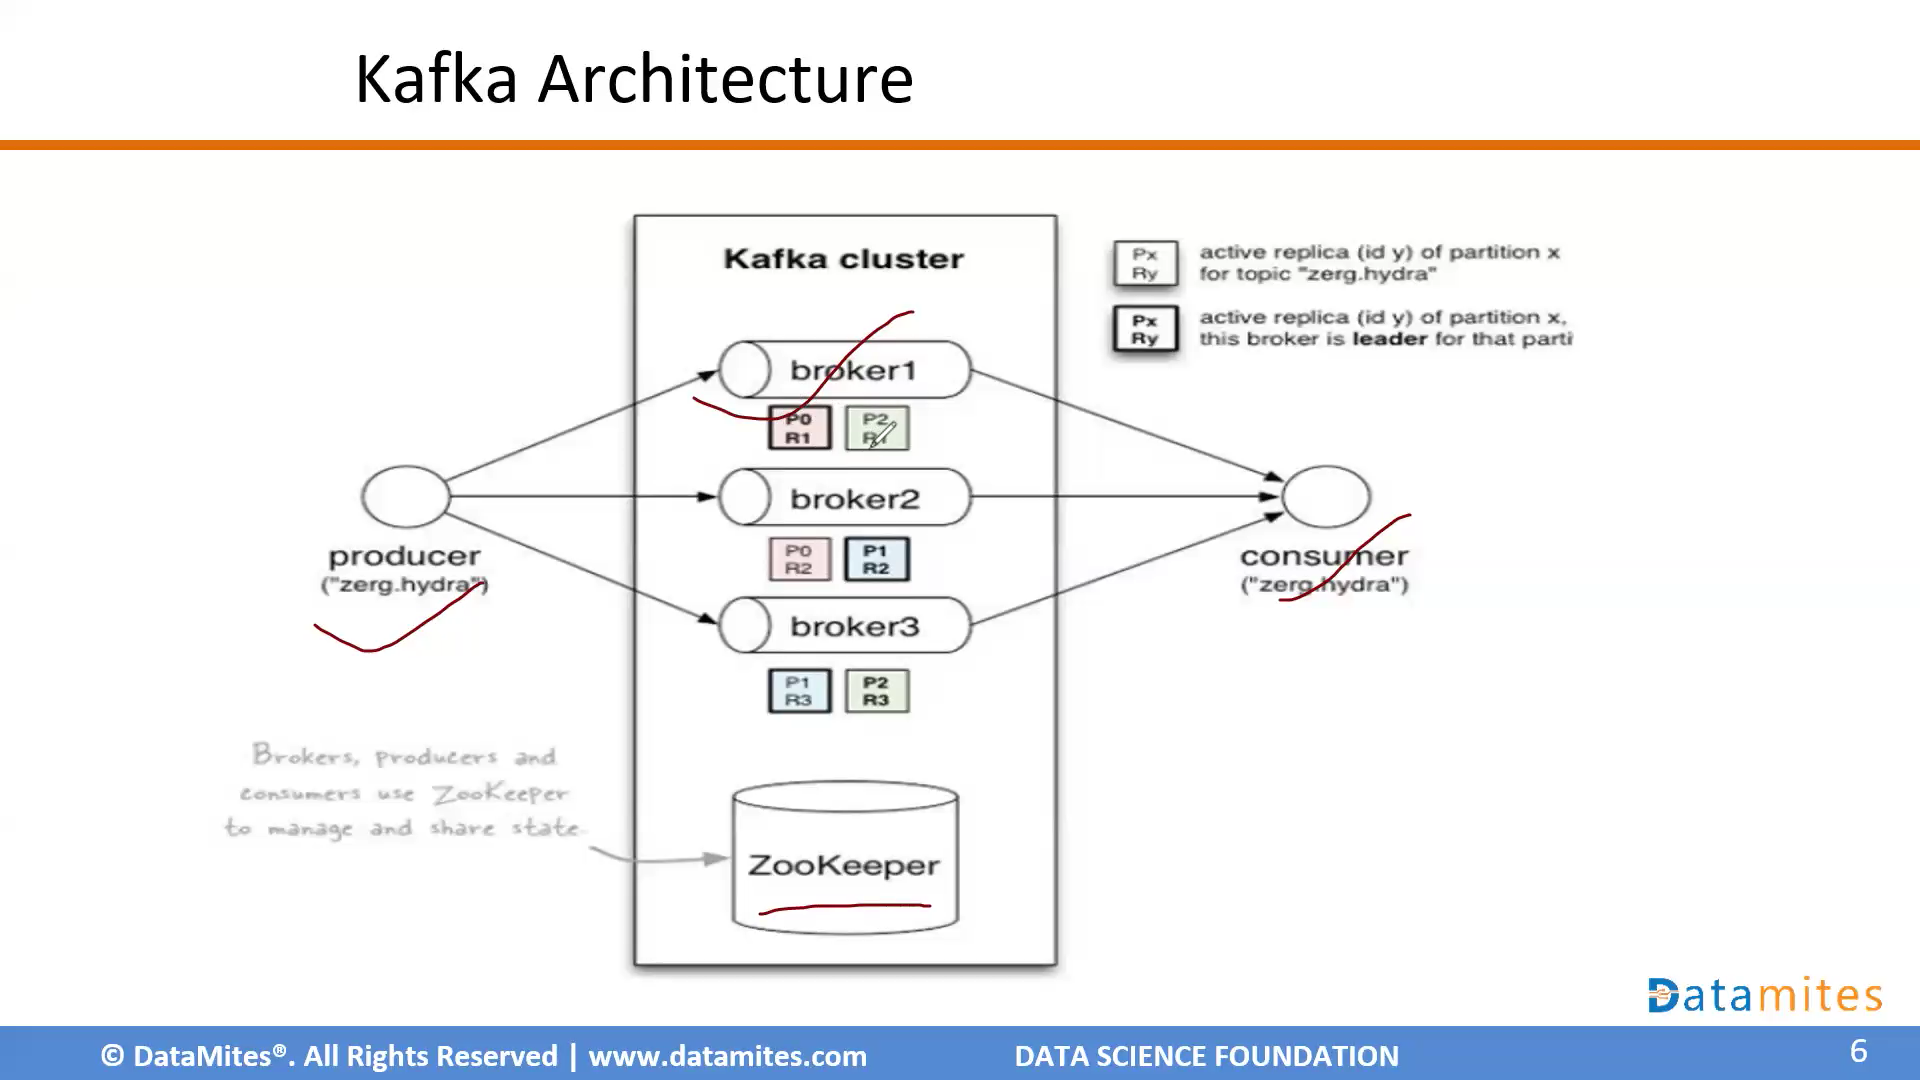 Kafka Architecture
Kafka cluster
Px
Ry
active replica (id y) of partition x
for topic "zerg.hydra"
Px
Ry
active replica (id y) of partition x,
this broker is leader for that parti
broker1
P0
R1
P2
broker2
P0
R2
P1
R2
producer
("zerg.hydra")
consumer
("zerg.hydra")
broker3
P1
R3
P2
R3
Brokers, producers and
consumers use ZooKeeper
to manage and share state
ZooKeeper
Datamites
© DataMites®. All Rights Reserved | www.datamites.com
DATA SCIENCE FOUNDATION
6